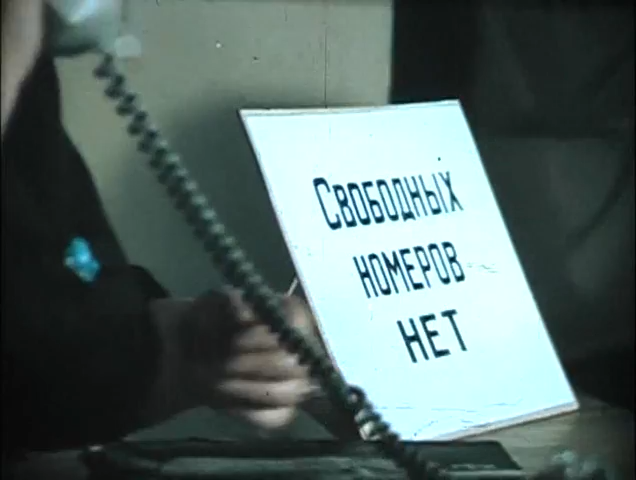 Свободных
номеров
нет